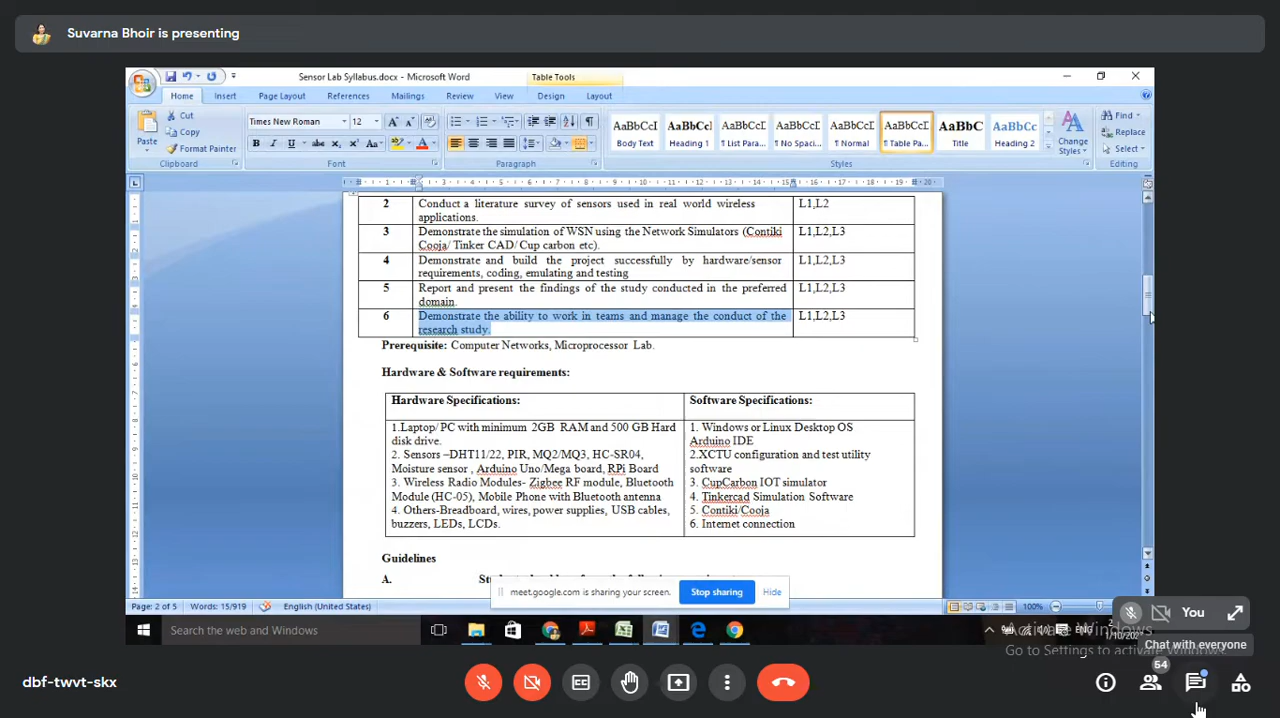 Suvarna Bhoir is presenting
Sensor Lab Syllabus.docx - Microsoft Word
Table Tools
Home Insert Page Layout References Mailings Review View Design Layout
Cut
Copy
Format Painter
Paste
Clipboard
Times New Roman 12
Font
Paragraph
AaBbCcI AaBbCc1 AaBbCcI AaBbCcI AaBbCcI AaBbCcI AaBbC AaBbCc
Body Text Heading 1 ¶ List Para... ¶ No Spaci... ¶ Normal ¶ Table Pa... Title Heading 2
Styles
Change Styles
Find
Replace
Select
Editing
2 Conduct a literature survey of sensors used in real world wireless L1,L2
applications.
3 Demonstrate the simulation of WSN using the Network Simulators (Contiki L1,L2,L3
Cooja/ Tinker CAD/ Cup carbon etc).
4 Demonstrate and build the project successfully by hardware/sensor L1,L2,L3
requirements, coding, emulating and testing
5 Report and present the findings of the study conducted in the preferred L1,L2,L3
domain.
6 Demonstrate the ability to work in teams and manage the conduct of the L1,L2,L3
research study.
Prerequisite: Computer Networks, Microprocessor Lab.
Hardware & Software requirements:
Hardware Specifications:
1.Laptop/ PC with minimum 2GB RAM and 500 GB Hard
disk drive.
2. Sensors –DHT11/22, PIR, MQ2/MQ3, HC-SR04,
Moisture sensor , Arduino Uno/Mega board, RPi Board
3. Wireless Radio Modules- Zigbee RF module, Bluetooth
Module (HC-05), Mobile Phone with Bluetooth antenna
4. Others-Breadboard, wires, power supplies, USB cables,
buzzers, LEDs, LCDs.
Software Specifications:
1. Windows or Linux Desktop OS
Arduino IDE
2.XCTU configuration and test utility
software
3. CupCarbon IOT simulator
4. Tinkercad Simulation Software
5. Contiki/Cooja
6. Internet connection
Guidelines
A.
meet.google.com is sharing your screen. Stop sharing Hide
Page: 2 of 5 Words: 15/919 English (United States) 100%
Search the web and Windows
ENG
Activate Windows
Go to Settings to activate Windows.
You
Chat with everyone
54
dbf-twvt-skx